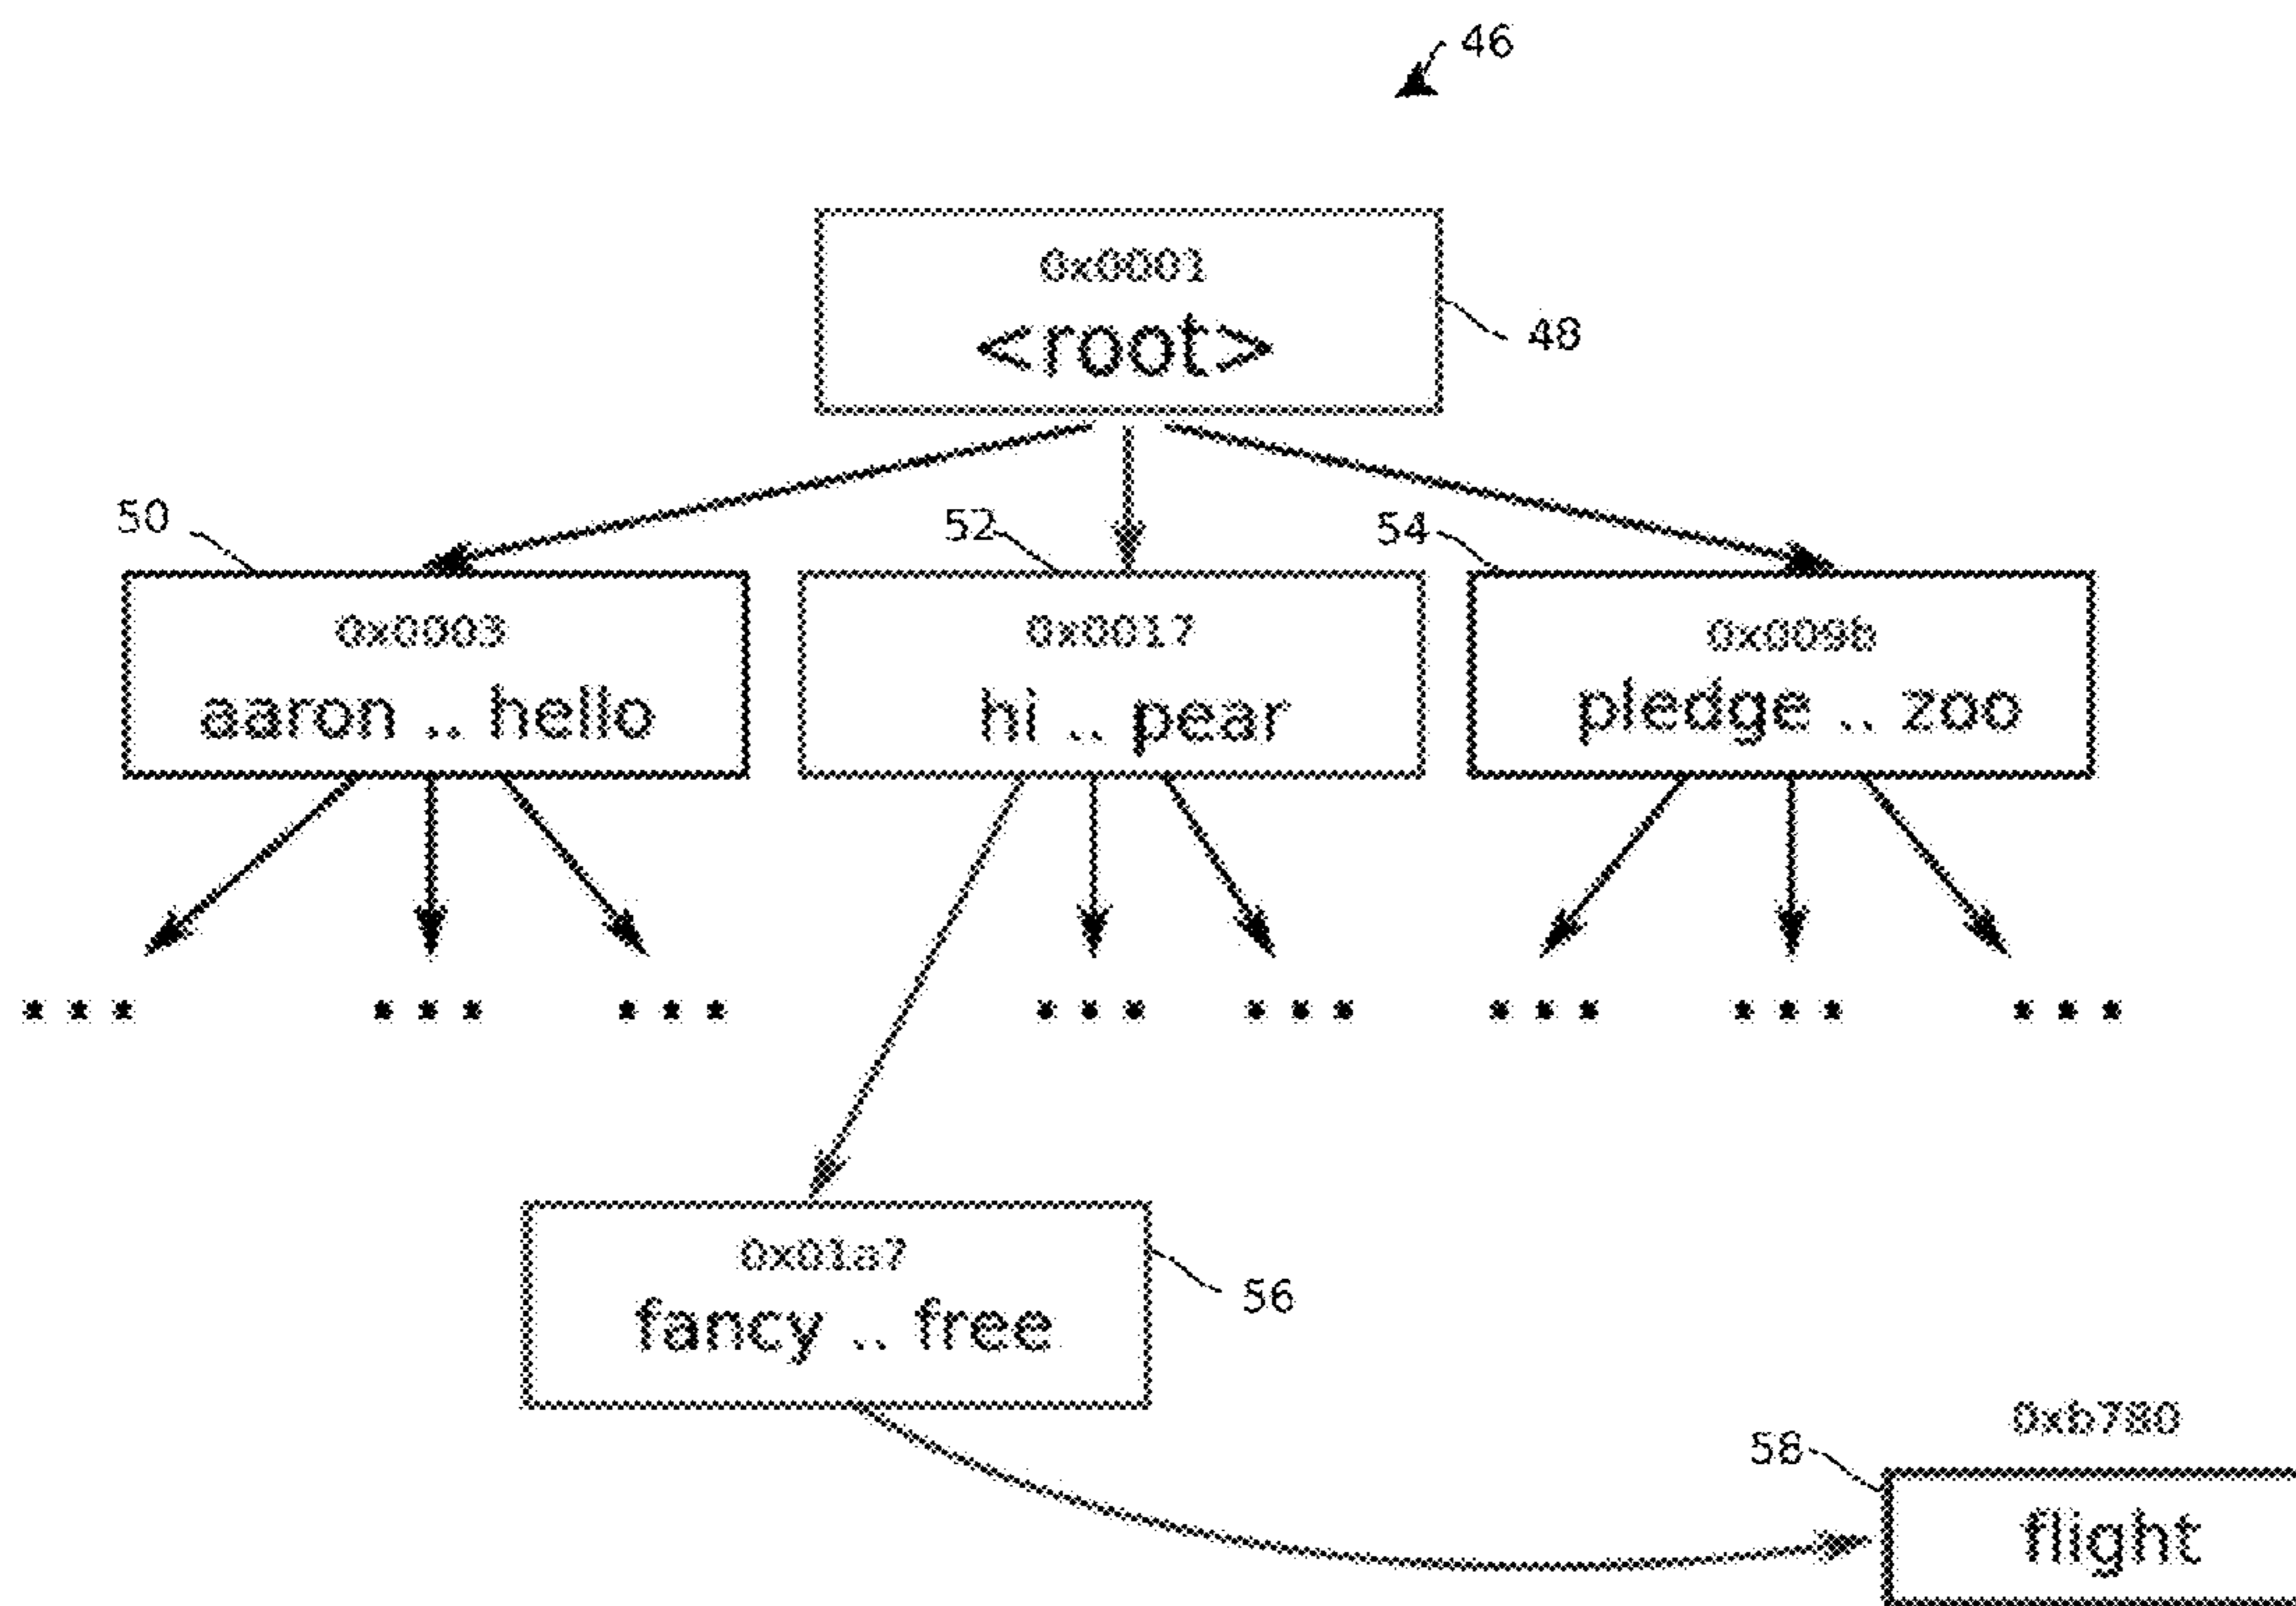 46
0x0001
<root>
48
50
52
54
0x0003
aaron .. hello
0x0017
hi .. pear
0x009b
pledge .. zoo
0x01a7
fancy .. free
56
0xb780
58
flight